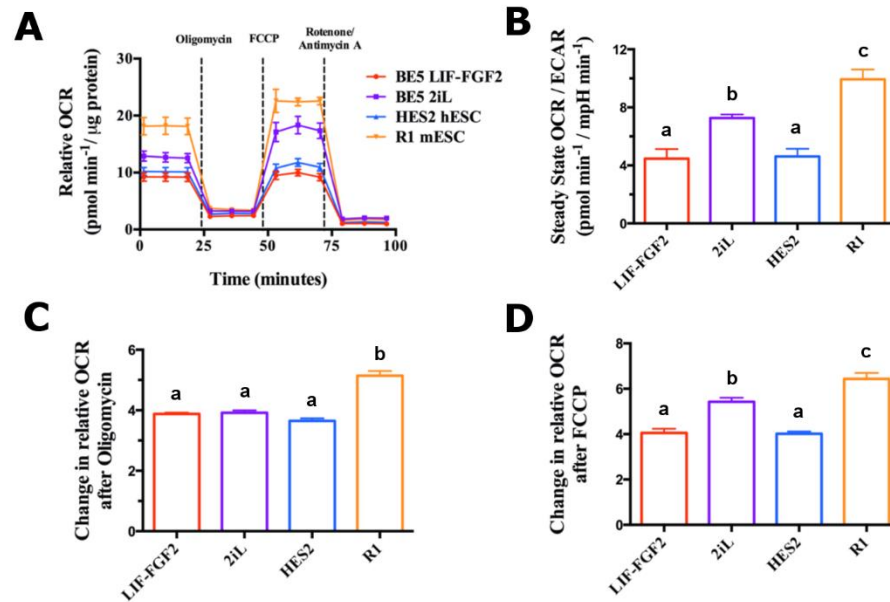 A
Oligomycin
FCCP
Rotenone/
Antimycin A
30
20
10
0
Relative OCR
(pmol min⁻¹/ μg protein)
BE5 LIF-FGF2
BE5 2iL
HES2 hESC
R1 mESC
0
25
50
75
100
Time (minutes)
B
12
8
4
0
Steady State OCR / ECAR
(pmol min⁻¹ / mpH min⁻¹)
a
b
a
c
LIF-FGF2
2iL
HES2
R1
C
6
4
2
0
Change in relative OCR
after Oligomycin
a
a
a
b
LIF-FGF2
2iL
HES2
R1
D
8
6
4
2
0
Change in relative OCR
after FCCP
a
b
a
c
LIF-FGF2
2iL
HES2
R1